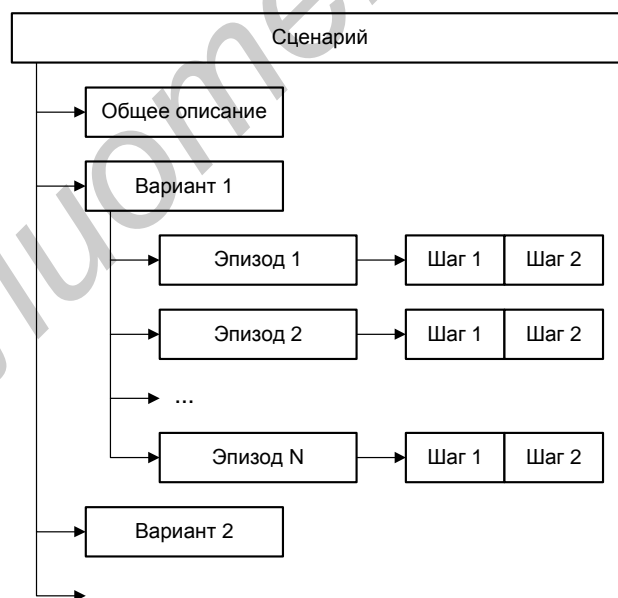 Сценарий
Общее описание
Вариант 1
Эпизод 1 Шаг 1 Шаг 2
Эпизод 2 Шаг 1 Шаг 2
...
Эпизод N Шаг 1 Шаг 2
Вариант 2